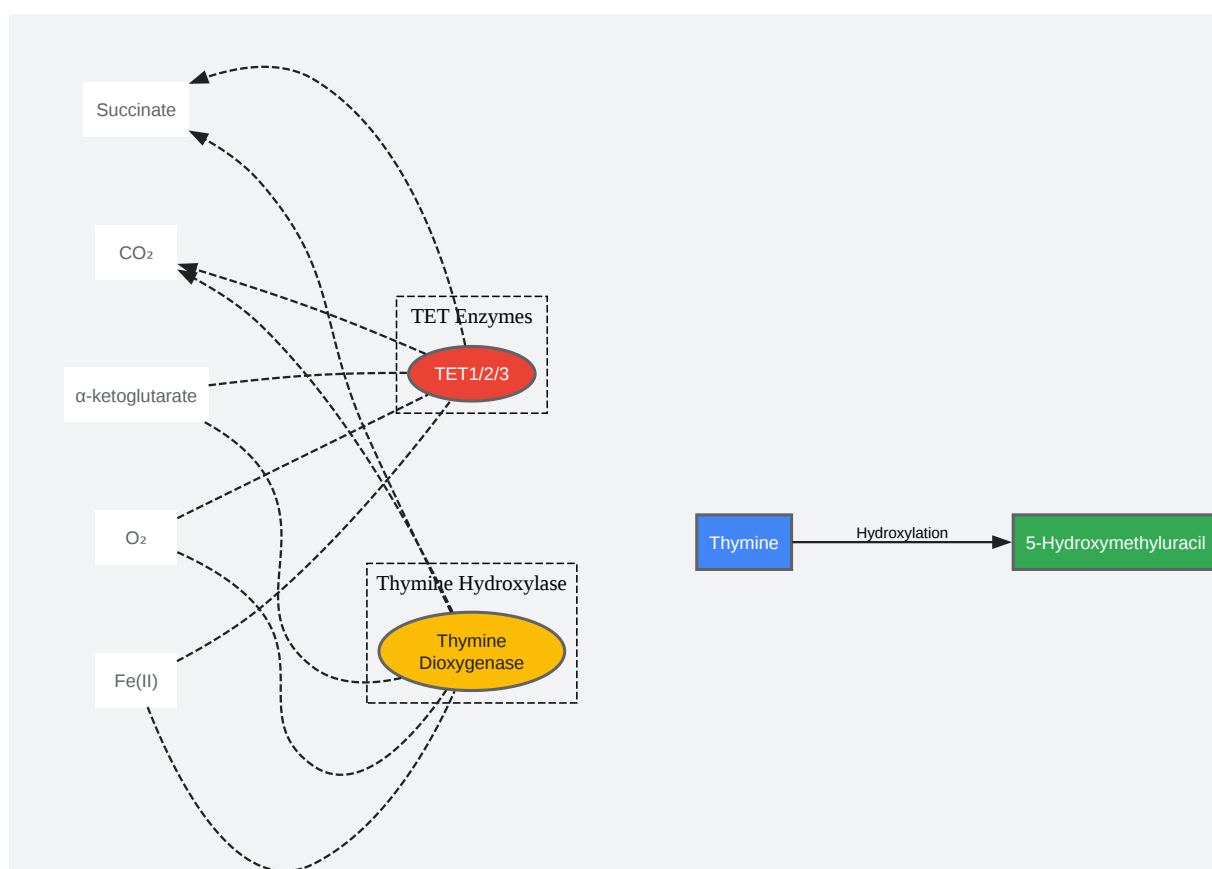 Succinate
CO₂
TET Enzymes
TET1/2/3
α-ketoglutarate
O₂
Thymine
Hydroxylation
5-Hydroxymethyluracil
Thymine Hydroxylase
Thymine
Dioxygenase
Fe(II)